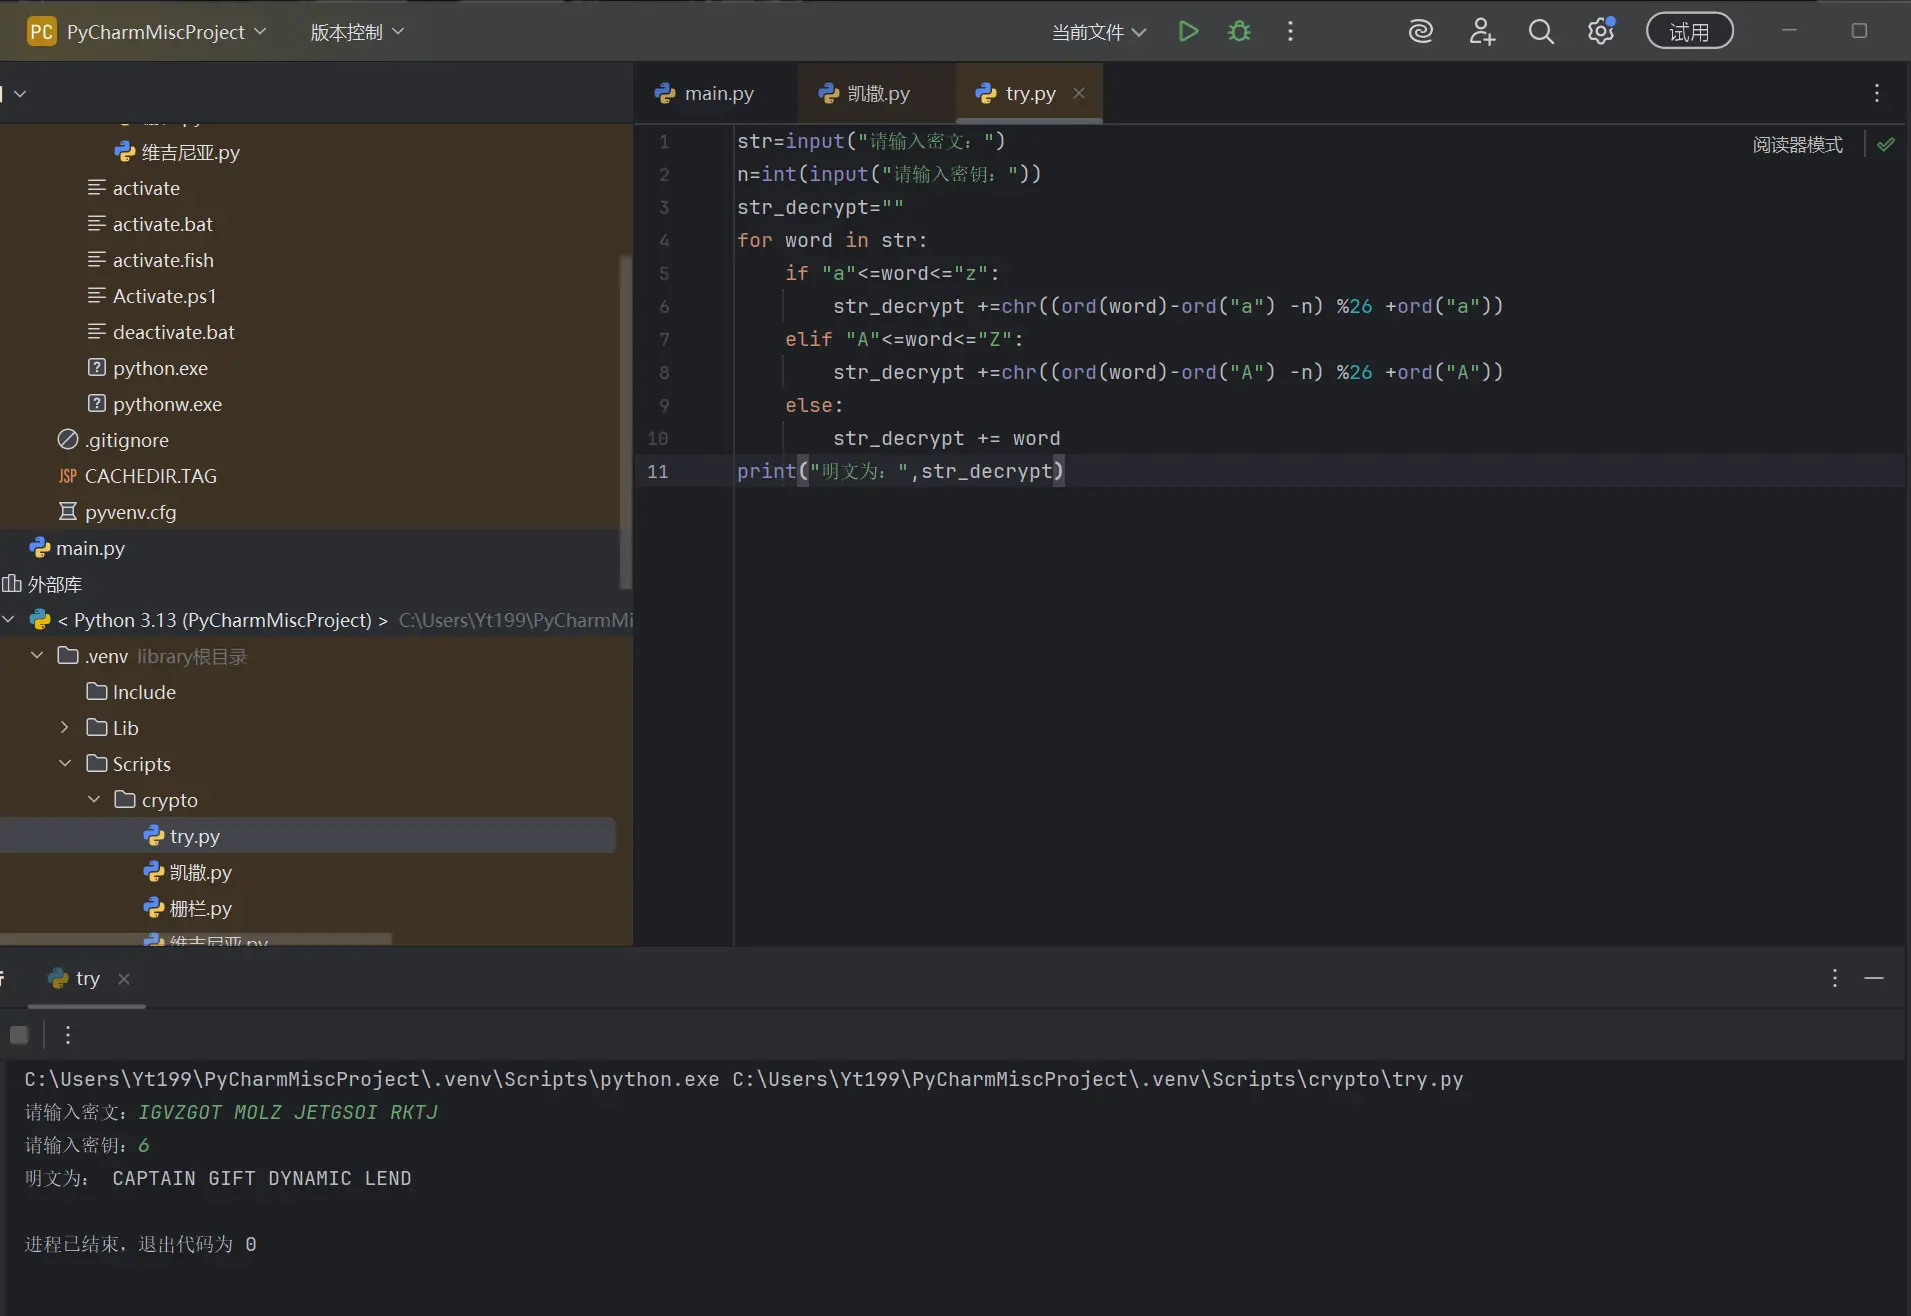 PC PyCharmMiscProject 版本控制 当前文件 试用
main.py 凯撒.py try.py
维吉尼亚.py
activate
activate.bat
activate.fish
Activate.ps1
deactivate.bat
python.exe
pythonw.exe
.gitignore
JSP CACHEDIR.TAG
pyvenv.cfg
main.py
外部库
< Python 3.13 (PyCharmMiscProject) > C:\Users\Yt199\PyCharmMi
.venv library根目录
Include
Lib
Scripts
crypto
try.py
凯撒.py
栅栏.py
维吉尼亚.py
阅读器模式
1 str=input("请输入密文：")
2 n=int(input("请输入密钥："))
3 str_decrypt=""
4 for word in str:
5 if "a"<=word<="z":
6 str_decrypt +=chr((ord(word)-ord("a") -n) %26 +ord("a"))
7 elif "A"<=word<="Z":
8 str_decrypt +=chr((ord(word)-ord("A") -n) %26 +ord("A"))
9 else:
10 str_decrypt += word
11 print("明文为：",str_decrypt)
try
C:\Users\Yt199\PyCharmMiscProject\.venv\Scripts\python.exe C:\Users\Yt199\PyCharmMiscProject\.venv\Scripts\crypto\try.py
请输入密文：IGVZGOT MOLZ JETGSOI RKTJ
请输入密钥：6
明文为： CAPTAIN GIFT DYNAMIC LEND
进程已结束，退出代码为 0